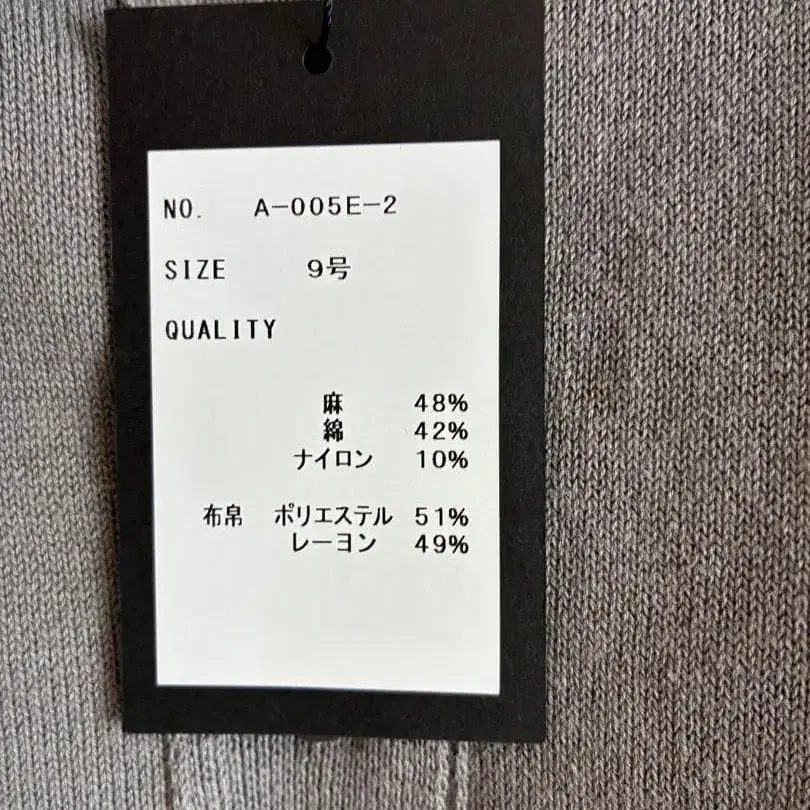 NO. A-005E-2
SIZE 9号
QUALITY
麻 48%
綿 42%
ナイロン 10%
布帛 ポリエステル 51%
レーヨン 49%